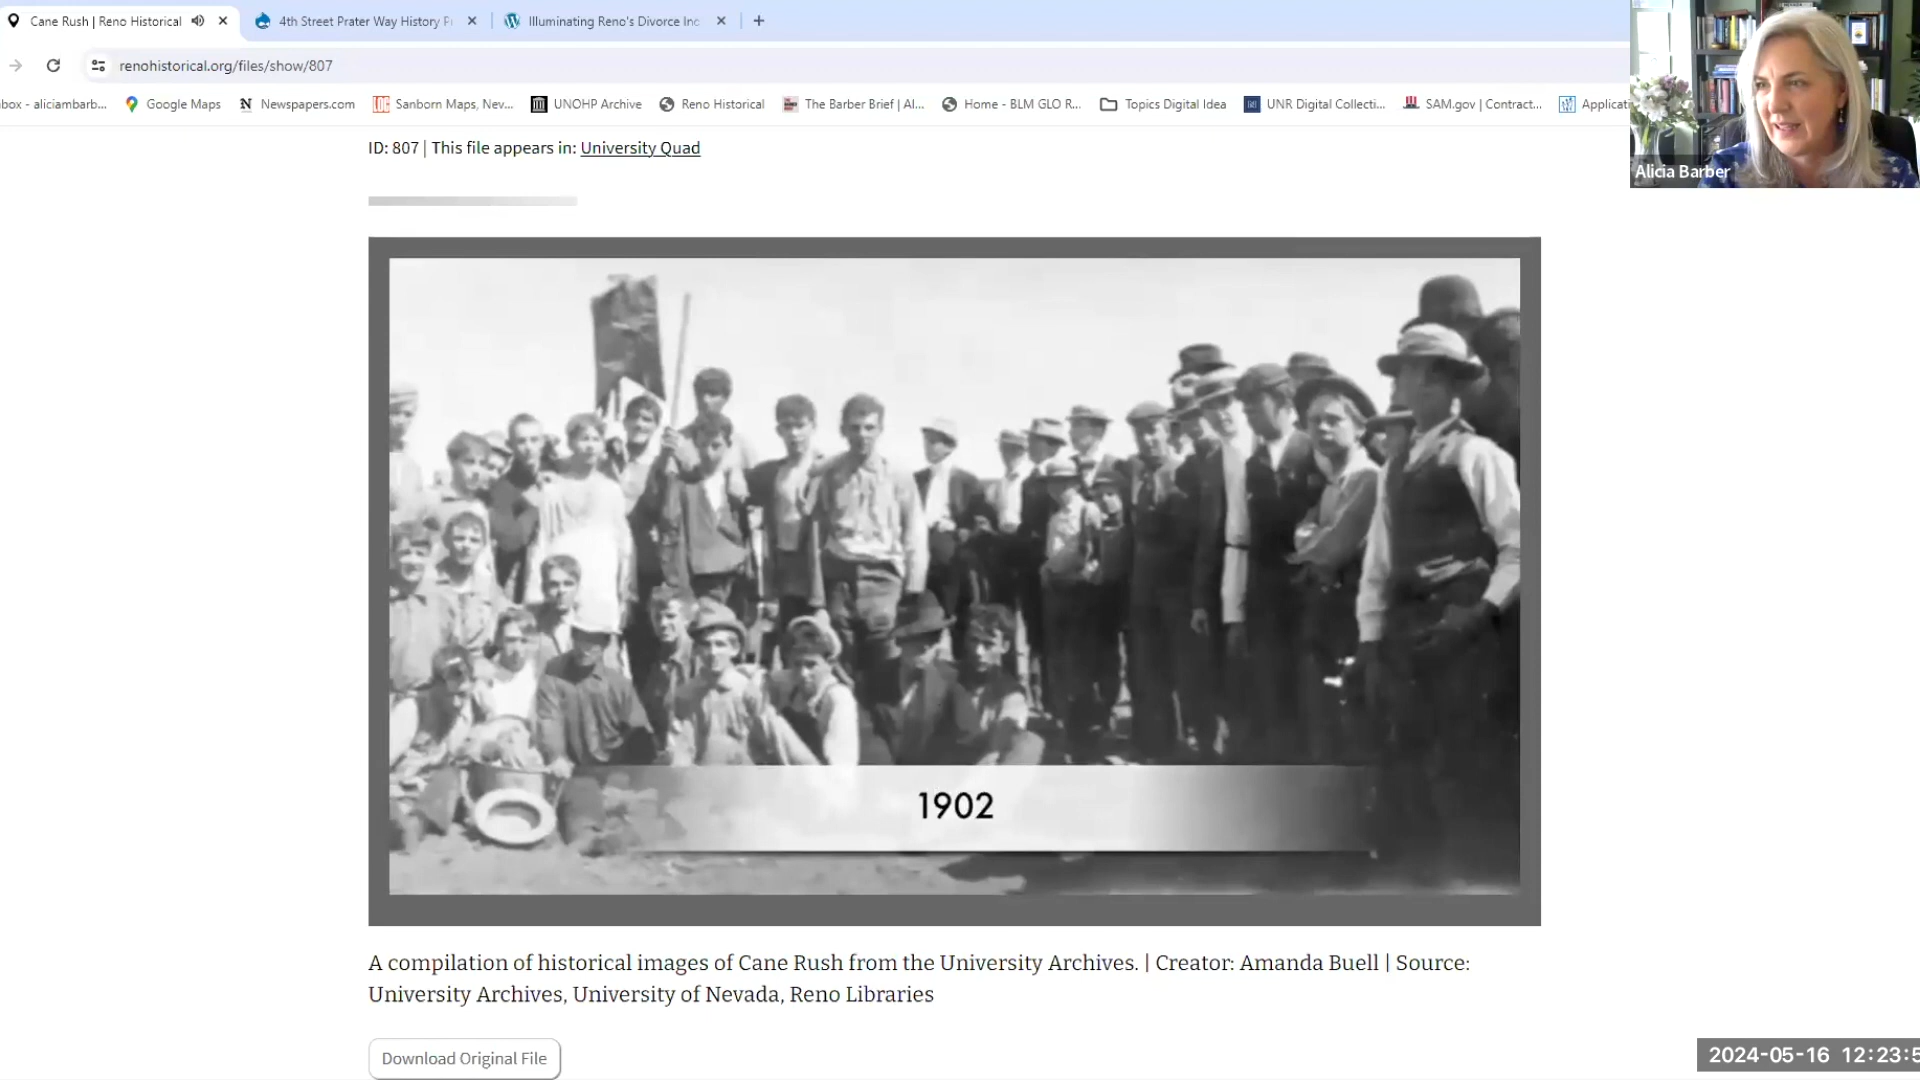 Cane Rush | Reno Historical
4th Street Prater Way History P
Illuminating Reno's Divorce Ind
renohistorical.org/files/show/807
box - aliciambarb...
Google Maps
Newspapers.com
Sanborn Maps, Nev...
UNOHP Archive
Reno Historical
The Barber Brief | Al...
Home - BLM GLO R...
Topics Digital Idea
UNR Digital Collecti...
SAM.gov | Contract...
Applicati
Alicia Barber
ID: 807 | This file appears in: University Quad
1902
A compilation of historical images of Cane Rush from the University Archives. | Creator: Amanda Buell | Source:
University Archives, University of Nevada, Reno Libraries
Download Original File
2024-05-16 12:23:5